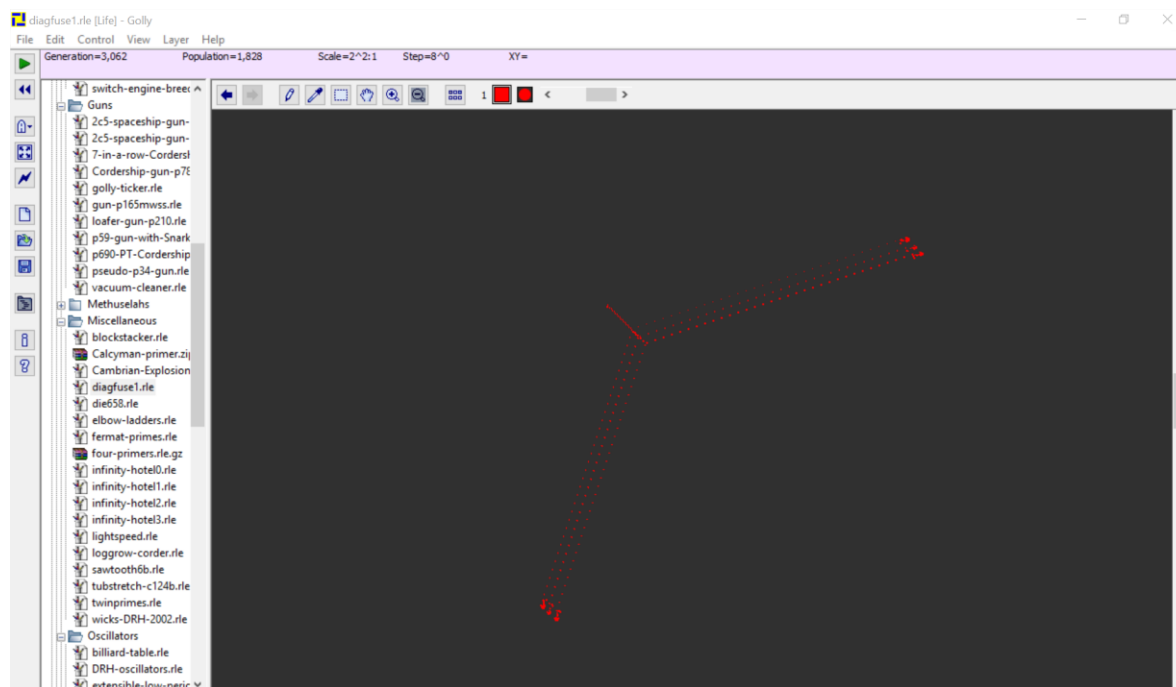 diagfuse1.rle [Life] - Golly
File Edit Control View Layer Help
Generation=3,062 Population=1,828 Scale=2^2:1 Step=8^0 XY=
1
switch-engine-breec
Guns
2c5-spaceship-gun-
2c5-spaceship-gun-
7-in-a-row-Cordersh
Cordership-gun-p78
golly-ticker.rle
gun-p165mwss.rle
loafer-gun-p210.rle
p59-gun-with-Snark
p690-PT-Cordership
pseudo-p34-gun.rle
vacuum-cleaner.rle
Methuselahs
Miscellaneous
blockstacker.rle
Calcyman-primer.zip
Cambrian-Explosion
diagfuse1.rle
die658.rle
elbow-ladders.rle
fermat-primes.rle
four-primers.rle.gz
infinity-hotel0.rle
infinity-hotel1.rle
infinity-hotel2.rle
infinity-hotel3.rle
lightspeed.rle
loggrow-corder.rle
sawtooth6b.rle
tubstretch-c124b.rle
twinprimes.rle
wicks-DRH-2002.rle
Oscillators
billiard-table.rle
DRH-oscillators.rle